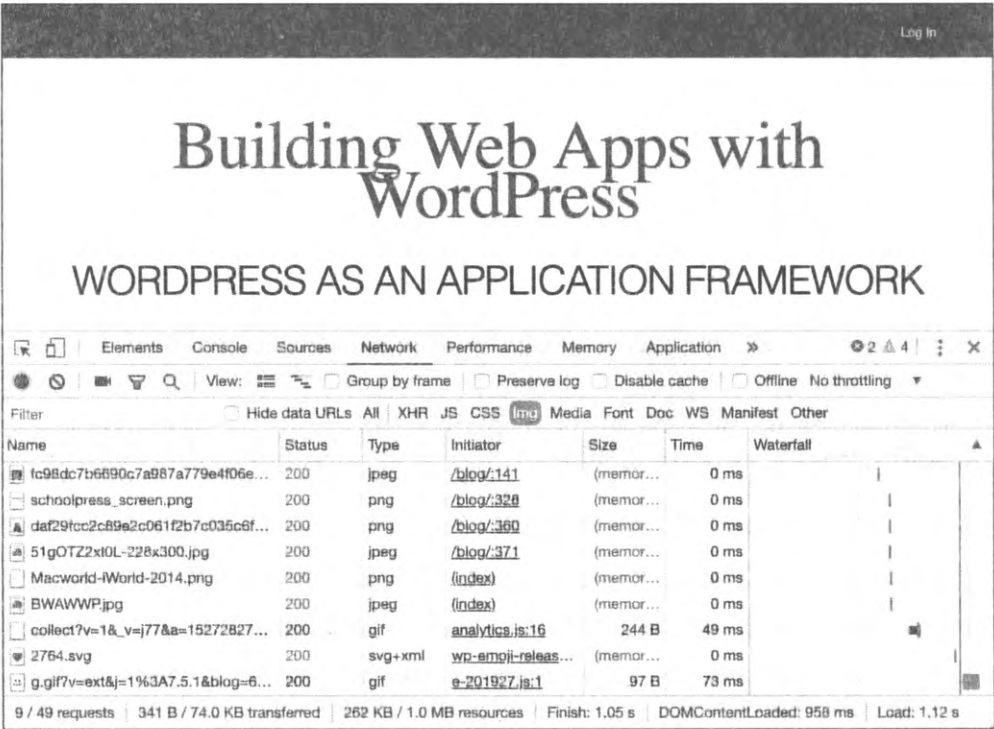 Log In
Building Web Apps with
WordPress
WORDPRESS AS AN APPLICATION FRAMEWORK
Elements Console Sources Network Performance Memory Application » 2 4
View: Group by frame Preserve log Disable cache Offline No throttling
Filter Hide data URLs All XHR JS CSS Img Media Font Doc WS Manifest Other
Name Status Type Initiator Size Time Waterfall
fc98dc7b6690c7a987a779e4f06e... 200 jpeg /blog/:141 (memor... 0 ms
schoolpress_screen.png 200 png /blog/:328 (memor... 0 ms
daf29fcc2c89e2c061f2b7c035c6f... 200 png /blog/:360 (memor... 0 ms
51gOTZ2xI0L-228x300.jpg 200 jpeg /blog/:371 (memor... 0 ms
Macworld-iWorld-2014.png 200 png (index) (memor... 0 ms
BWAWWP.jpg 200 jpeg (index) (memor... 0 ms
collect?v=1&_v=j77&a=15272827... 200 gif analytics.js:16 244 B 49 ms
2764.svg 200 svg+xml wp-emoji-releas... (memor... 0 ms
g.gif?v=ext&j=1%3A7.5.1&blog=6... 200 gif e-201927.js:1 97 B 73 ms
9 / 49 requests 341 B / 74.0 KB transferred 262 KB / 1.0 MB resources Finish: 1.05 s DOMContentLoaded: 958 ms Load: 1.12 s